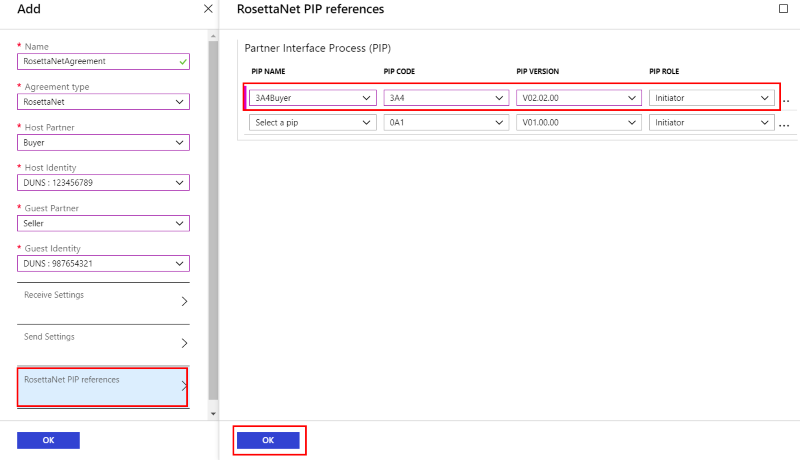 Add
* Name
RosettaNetAgreement
* Agreement type
RosettaNet
* Host Partner
Buyer
* Host Identity
DUNS : 123456789
* Guest Partner
Seller
* Guest Identity
DUNS : 987654321
Receive Settings
Send Settings
RosettaNet PIP references
OK
RosettaNet PIP references
Partner Interface Process (PIP)
PIP NAME PIP CODE PIP VERSION PIP ROLE
3A4Buyer 3A4 V02.02.00 Initiator ...
Select a pip 0A1 V01.00.00 Initiator ...
OK